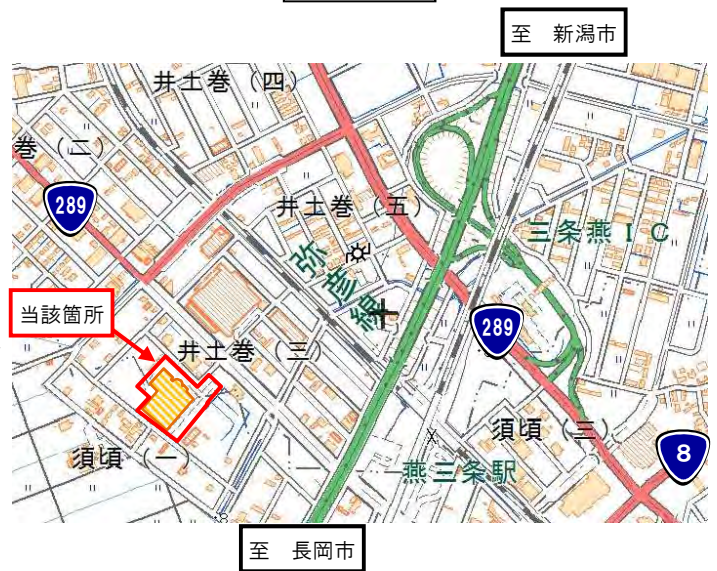 至 新潟市
井土巻（四）
巻（二）
289
井土巻（五）
三条燕ＩＣ
弥彦線
289
当該箇所
井土巻（三）
須頃（三）
8
須頃（一）
燕三条駅
至 長岡市